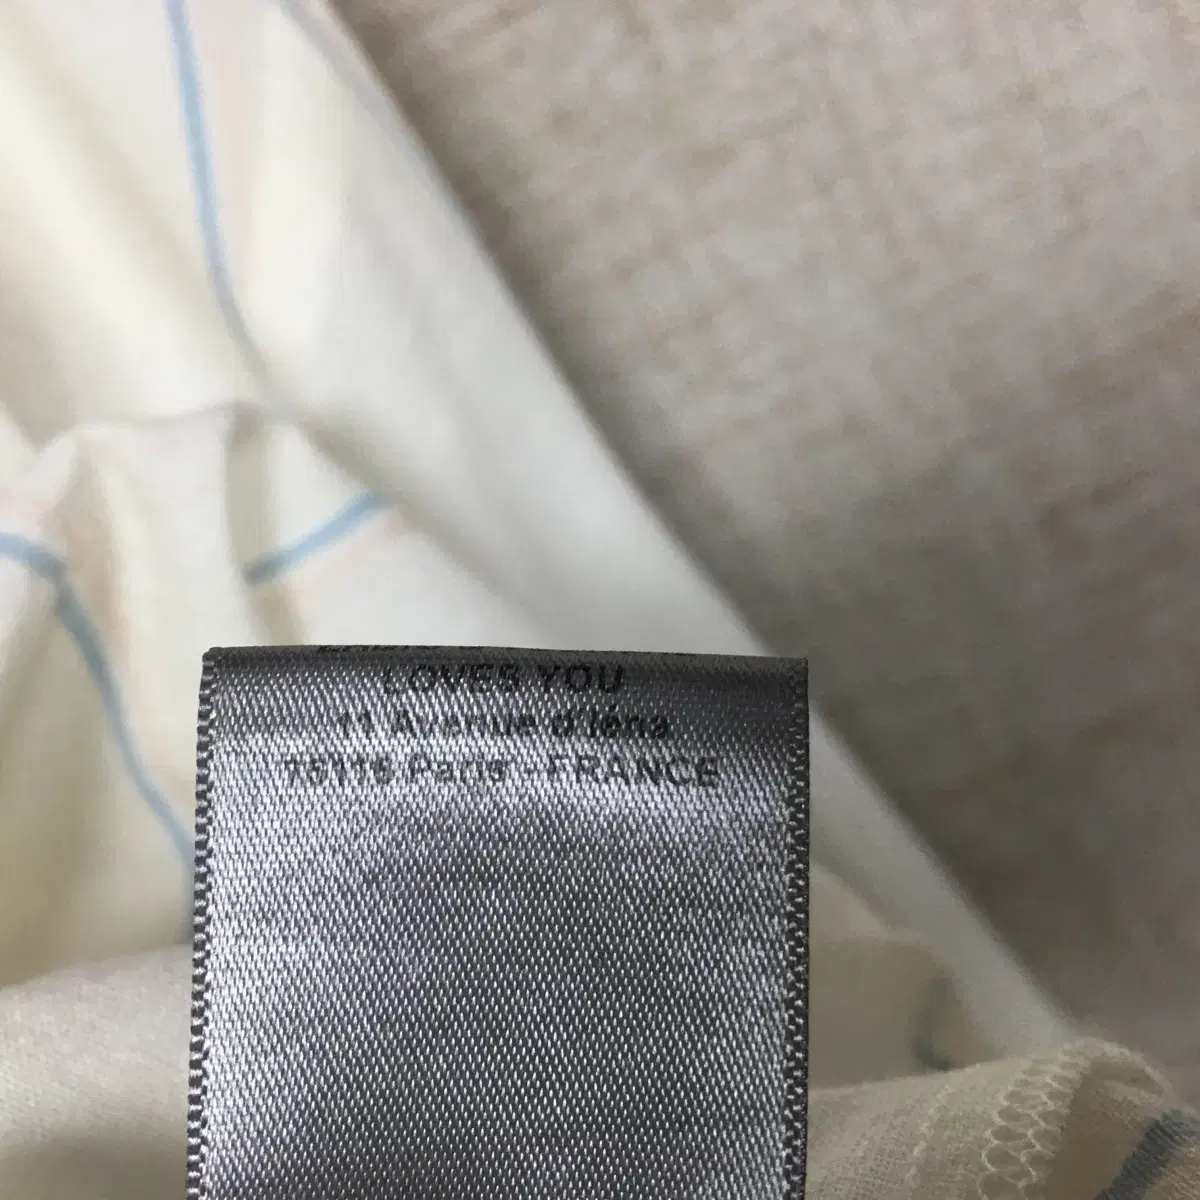 LOVES YOU
11 Avenue d'Iéna
75116 Paris - FRANCE